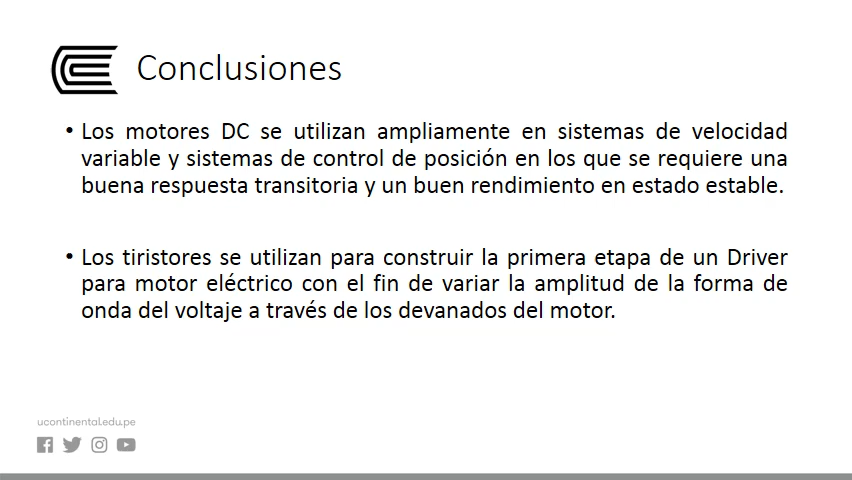 Conclusiones
• Los motores DC se utilizan ampliamente en sistemas de velocidad
variable y sistemas de control de posición en los que se requiere una
buena respuesta transitoria y un buen rendimiento en estado estable.
• Los tiristores se utilizan para construir la primera etapa de un Driver
para motor eléctrico con el fin de variar la amplitud de la forma de
onda del voltaje a través de los devanados del motor.
ucontinental.edu.pe